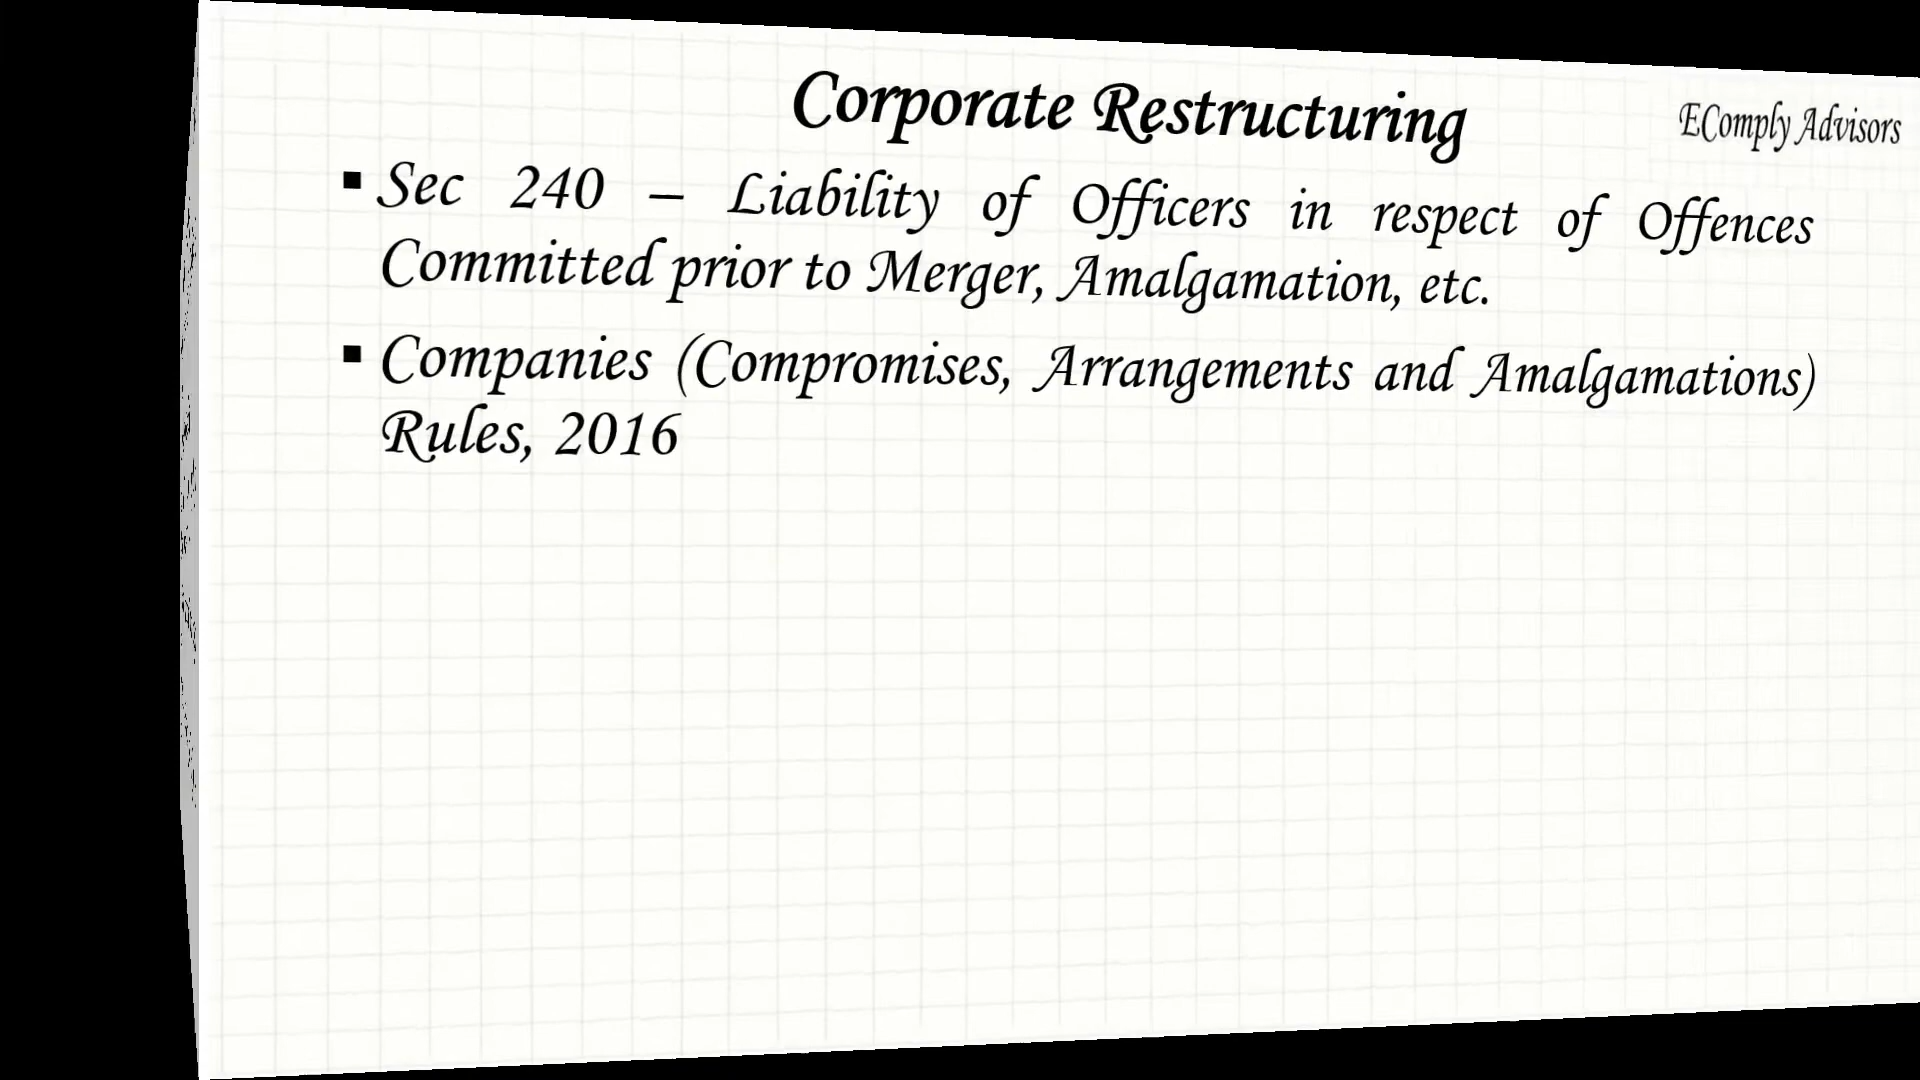 Corporate Restructuring
EComply Advisors
▪ Sec 240 – Liability of Officers in respect of Offences
Committed prior to Merger, Amalgamation, etc.
▪ Companies (Compromises, Arrangements and Amalgamations)
Rules, 2016